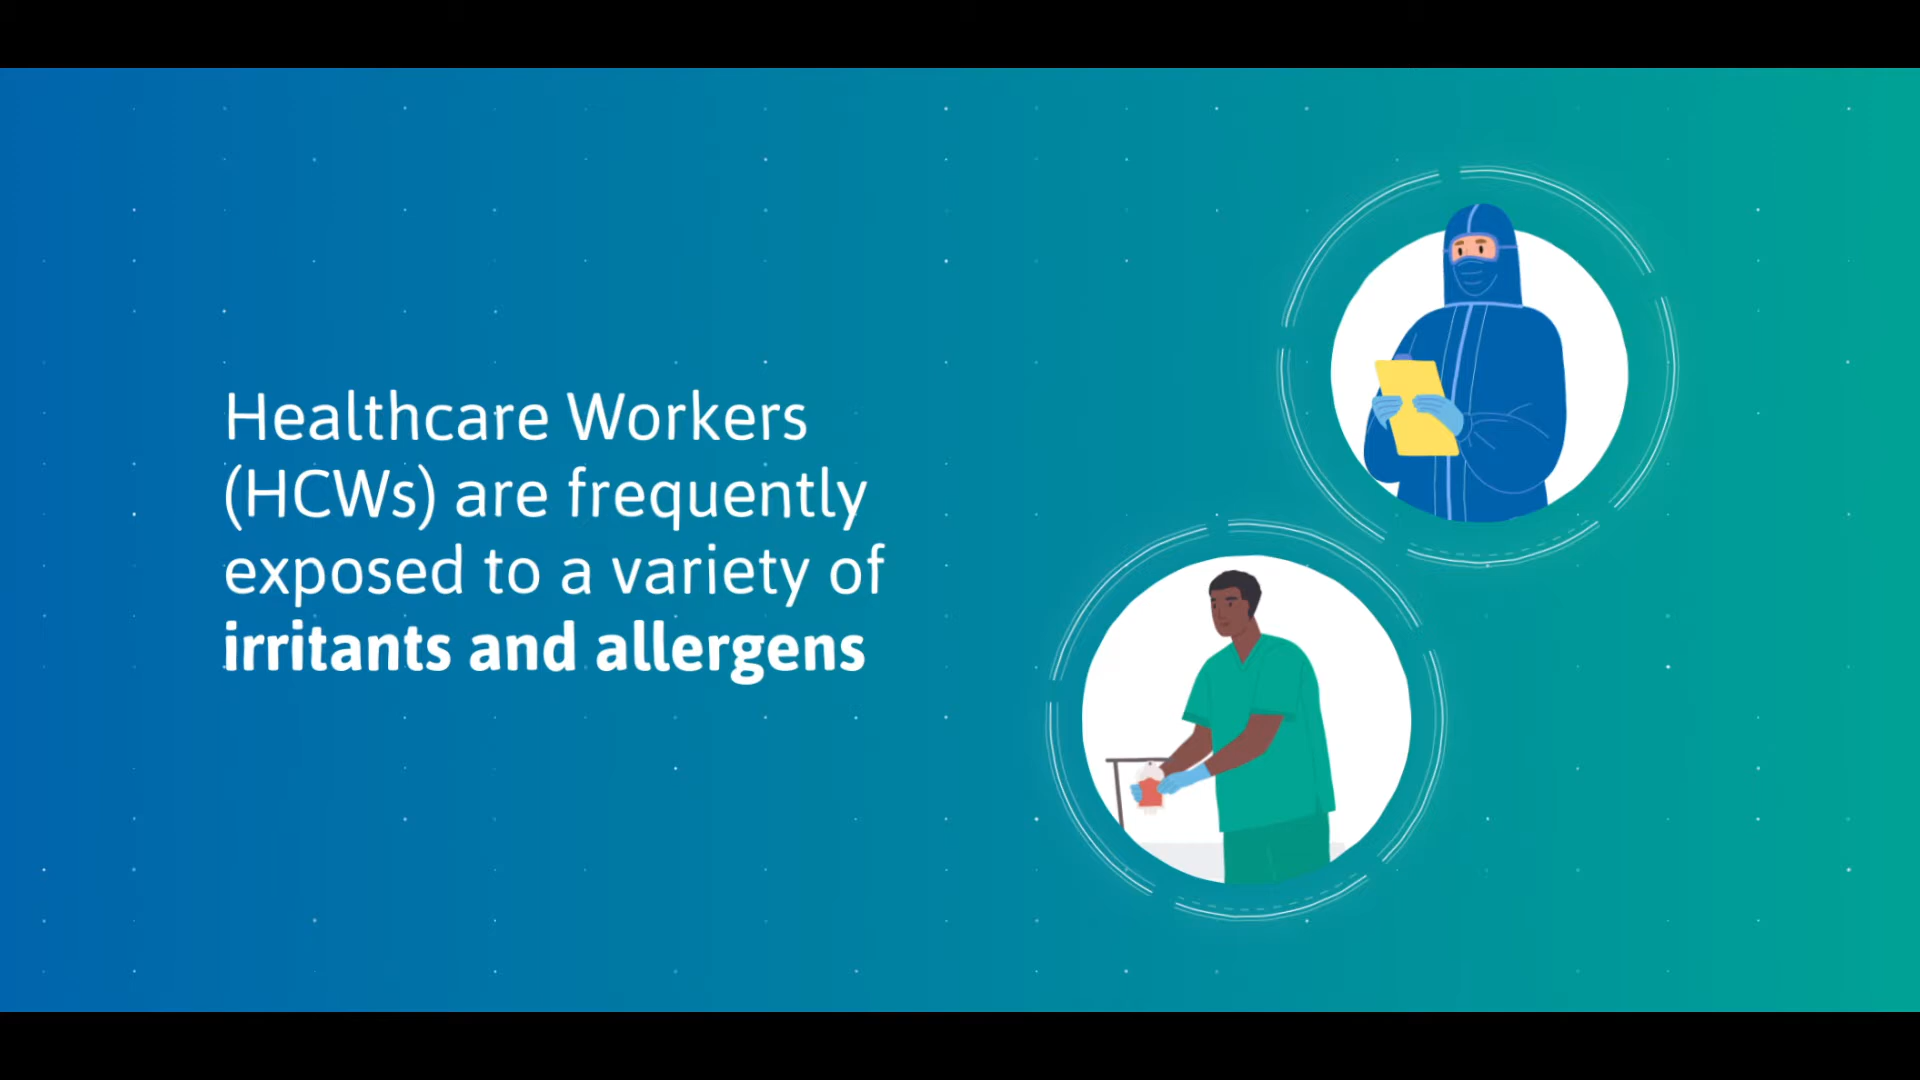 Healthcare Workers
(HCWs) are frequently
exposed to a variety of
irritants and allergens